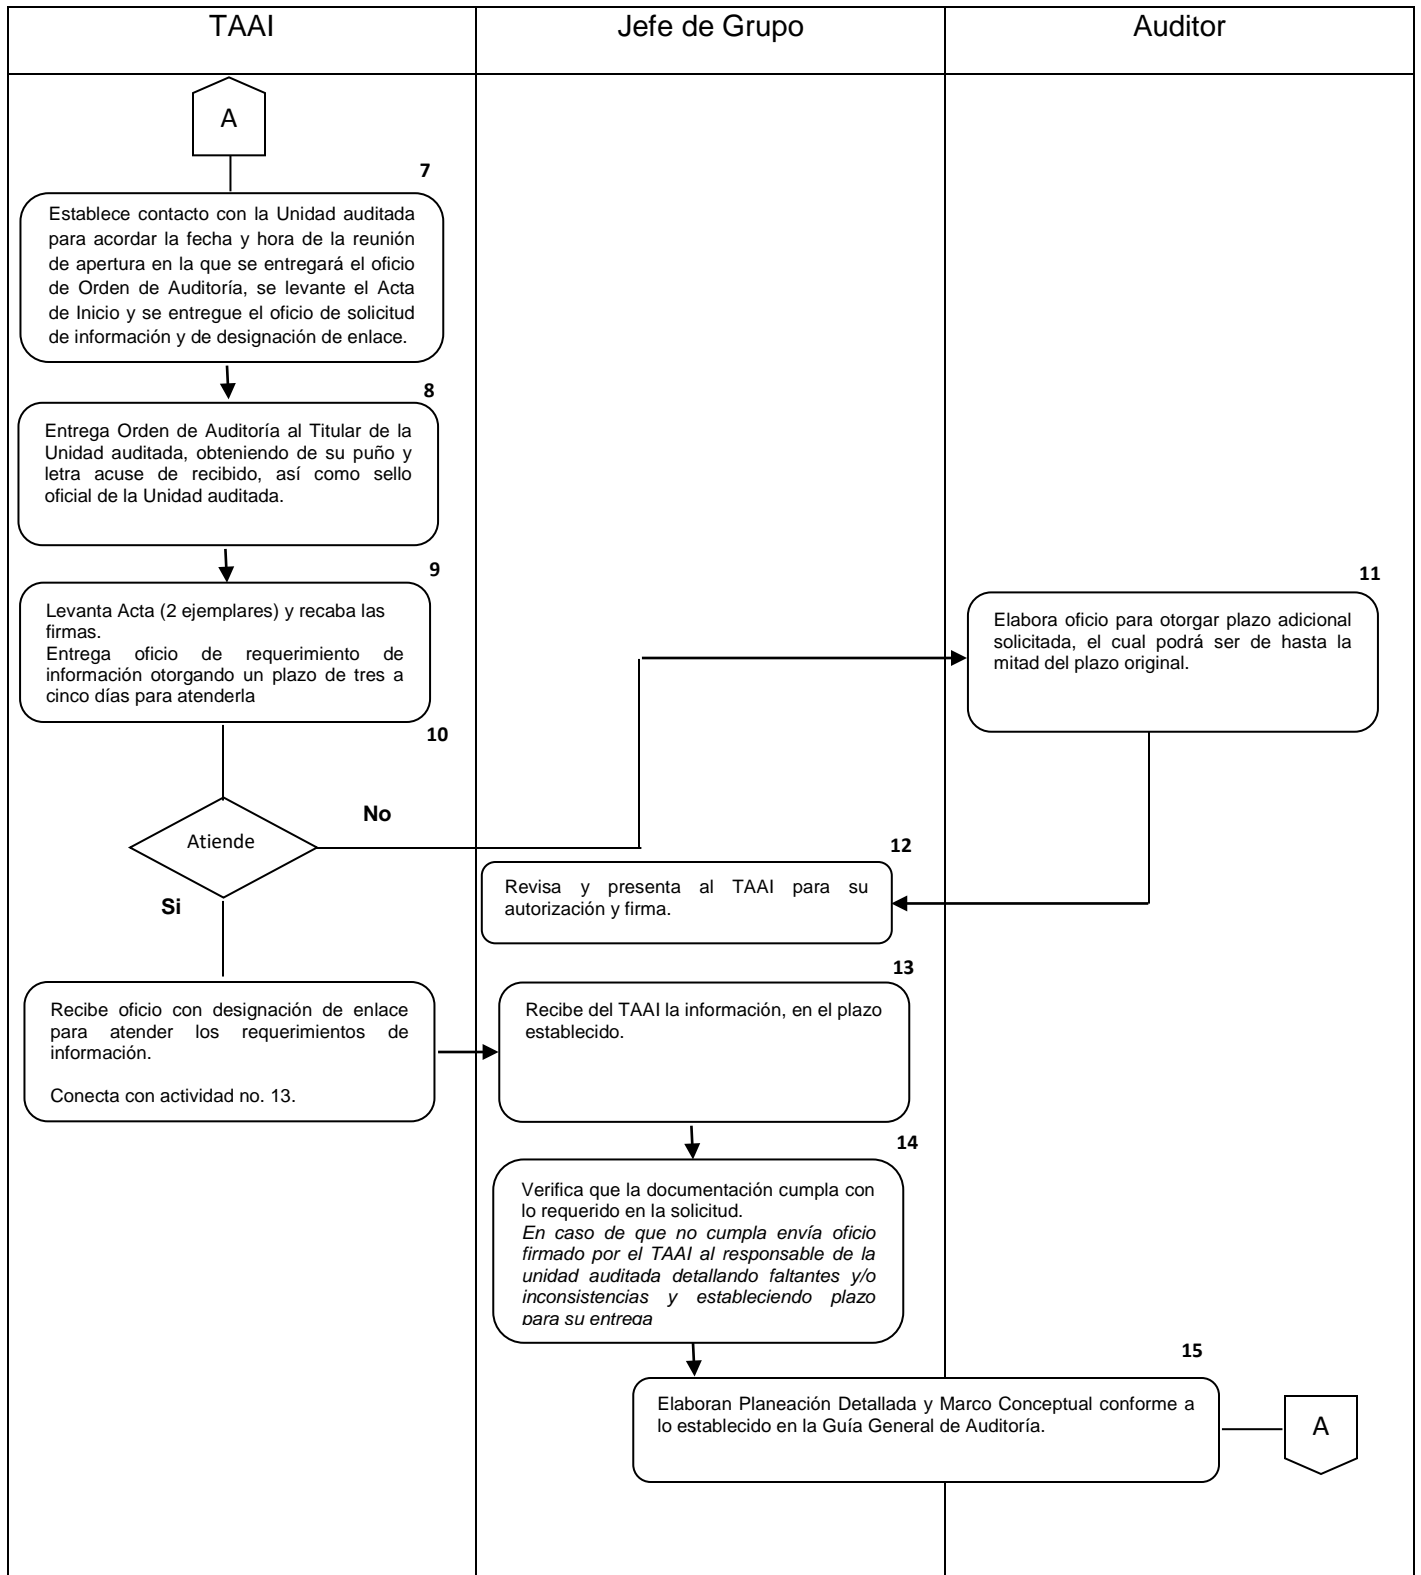 TAAI
Jefe de Grupo
Auditor
A
7
Establece contacto con la Unidad auditada
para acordar la fecha y hora de la reunión
de apertura en la que se entregará el oficio
de Orden de Auditoría, se levante el Acta
de Inicio y se entregue el oficio de solicitud
de información y de designación de enlace.
8
Entrega Orden de Auditoría al Titular de la
Unidad auditada, obteniendo de su puño y
letra acuse de recibido, así como sello
oficial de la Unidad auditada.
9
Levanta Acta (2 ejemplares) y recaba las
firmas.
Entrega oficio de requerimiento de
información otorgando un plazo de tres a
cinco días para atenderla
10
Atiende
No
Si
11
Elabora oficio para otorgar plazo adicional
solicitada, el cual podrá ser de hasta la
mitad del plazo original.
12
Revisa y presenta al TAAI para su
autorización y firma.
Recibe oficio con designación de enlace
para atender los requerimientos de
información.
Conecta con actividad no. 13.
13
Recibe del TAAI la información, en el plazo
establecido.
14
Verifica que la documentación cumpla con
lo requerido en la solicitud.
En caso de que no cumpla envía oficio
firmado por el TAAI al responsable de la
unidad auditada detallando faltantes y/o
inconsistencias y estableciendo plazo
para su entrega
15
Elaboran Planeación Detallada y Marco Conceptual conforme a
lo establecido en la Guía General de Auditoría.
A